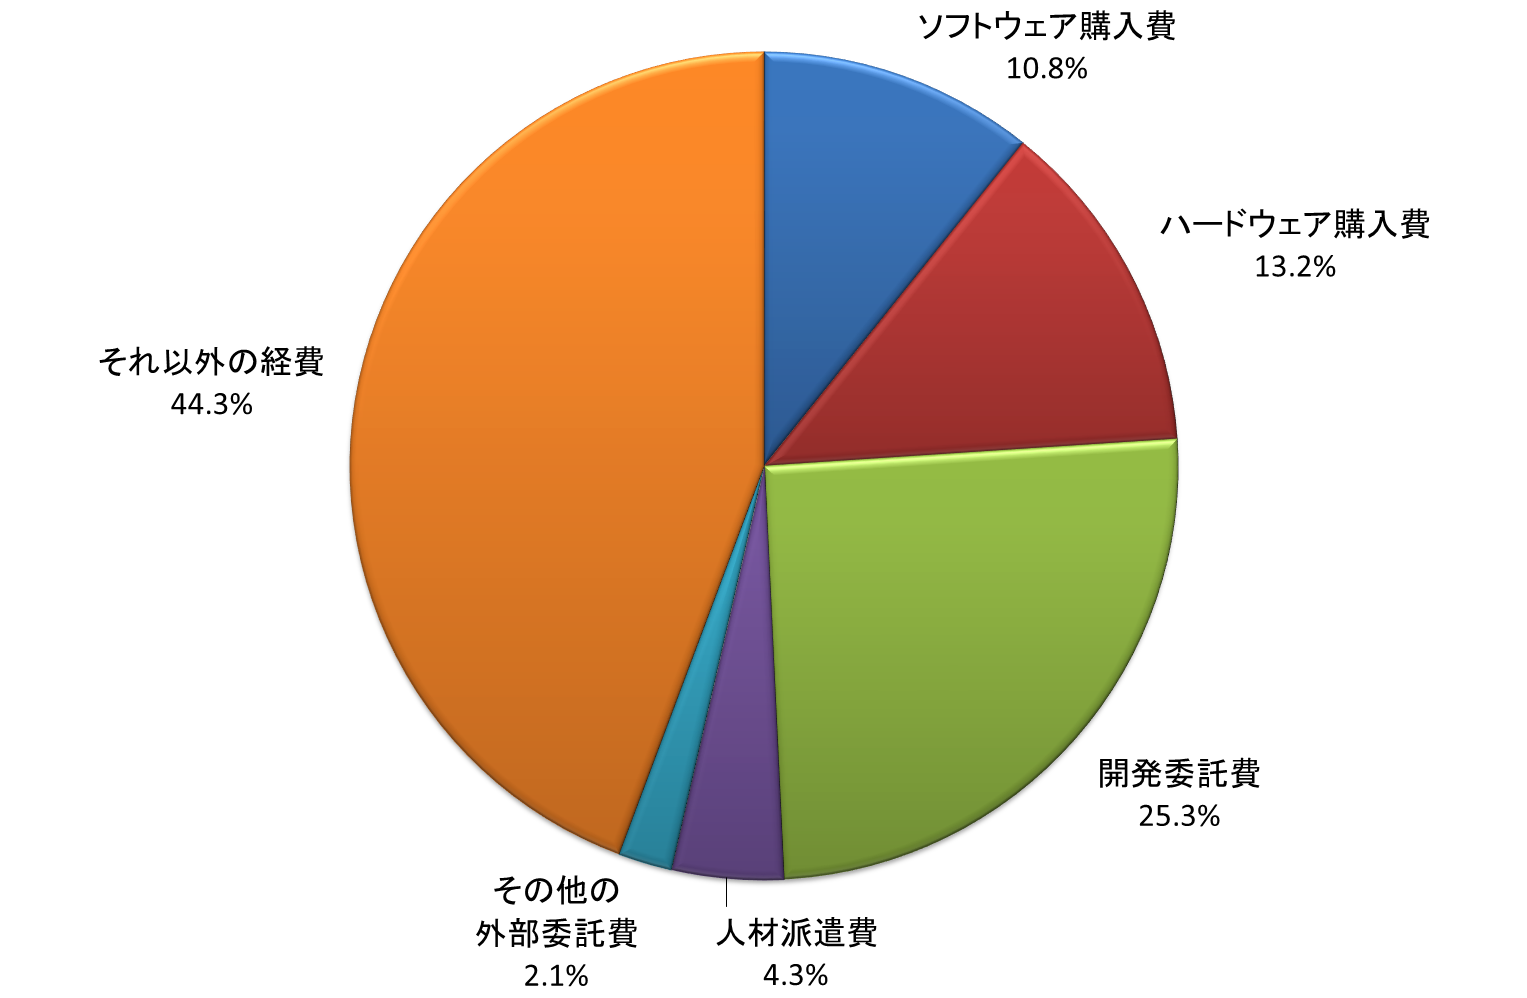 ソフトウェア購入費
10.8%
ハードウェア購入費
13.2%
開発委託費
25.3%
人材派遣費
4.3%
その他の
外部委託費
2.1%
それ以外の経費
44.3%